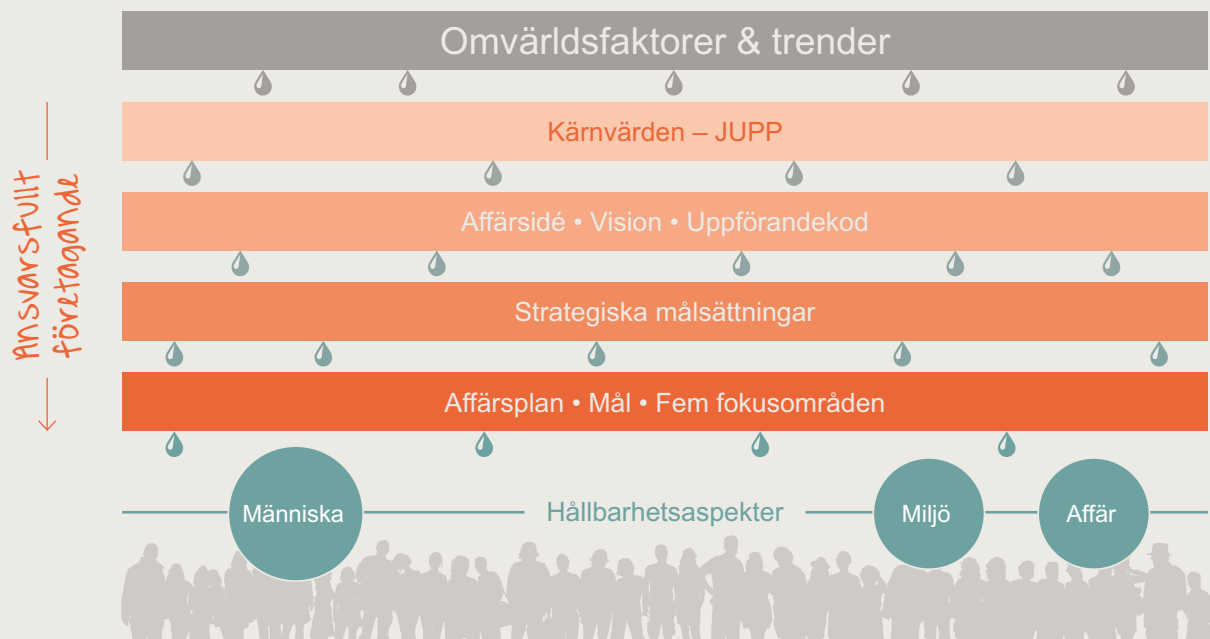 Omvärldsfaktorer & trender
Kärnvärden – JUPP
Affärsidé • Vision • Uppförandekod
Strategiska målsättningar
Affärsplan • Mål • Fem fokusområden
Ansvarsfullt
företagande
Människa
Hållbarhetsaspekter
Miljö
Affär